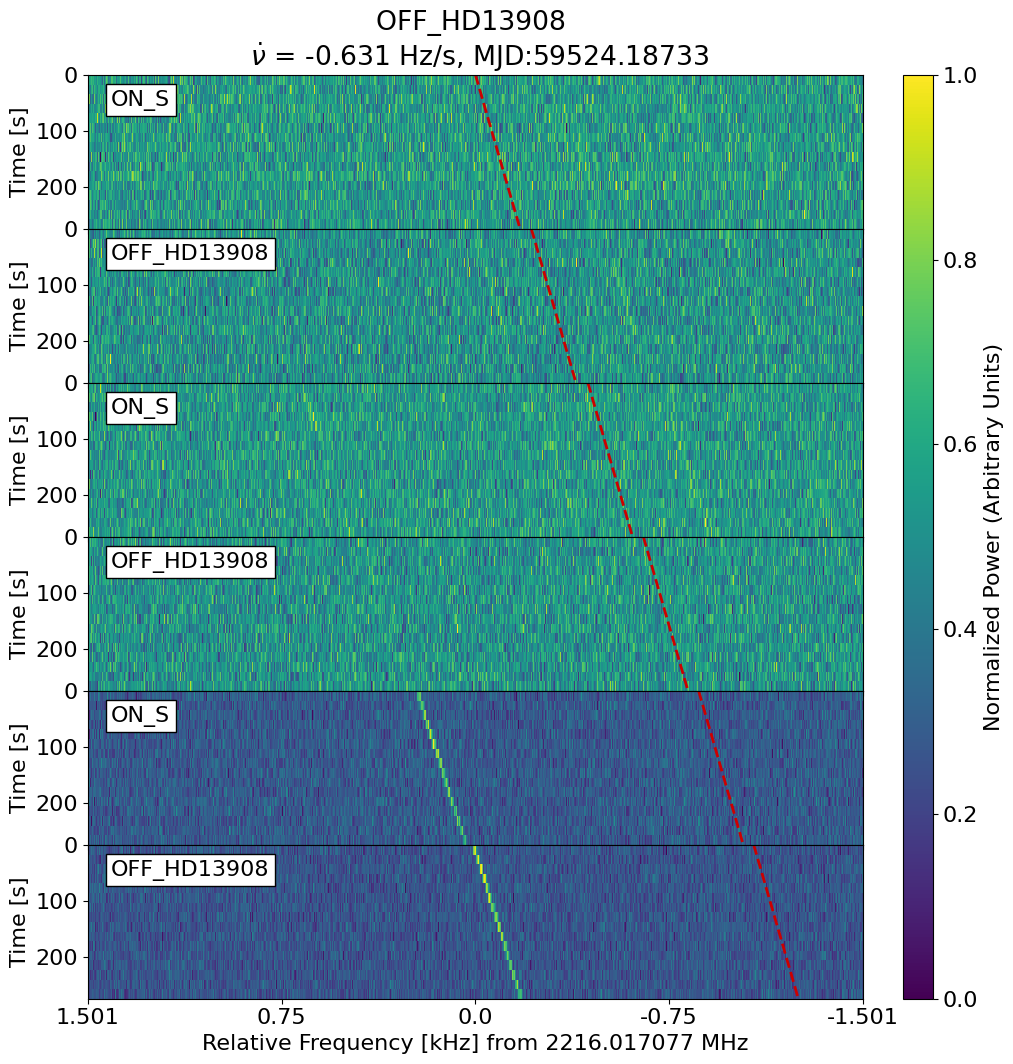 OFF_HD13908
ν̇ = -0.631 Hz/s, MJD:59524.18733
ON_S
0
100
200
Time [s]
OFF_HD13908
0
100
200
Time [s]
ON_S
0
100
200
Time [s]
OFF_HD13908
0
100
200
Time [s]
ON_S
0
100
200
Time [s]
OFF_HD13908
0
100
200
Time [s]
1.501 0.75 0.0 -0.75 -1.501
Relative Frequency [kHz] from 2216.017077 MHz
1.0
0.8
0.6
0.4
0.2
0.0
Normalized Power (Arbitrary Units)